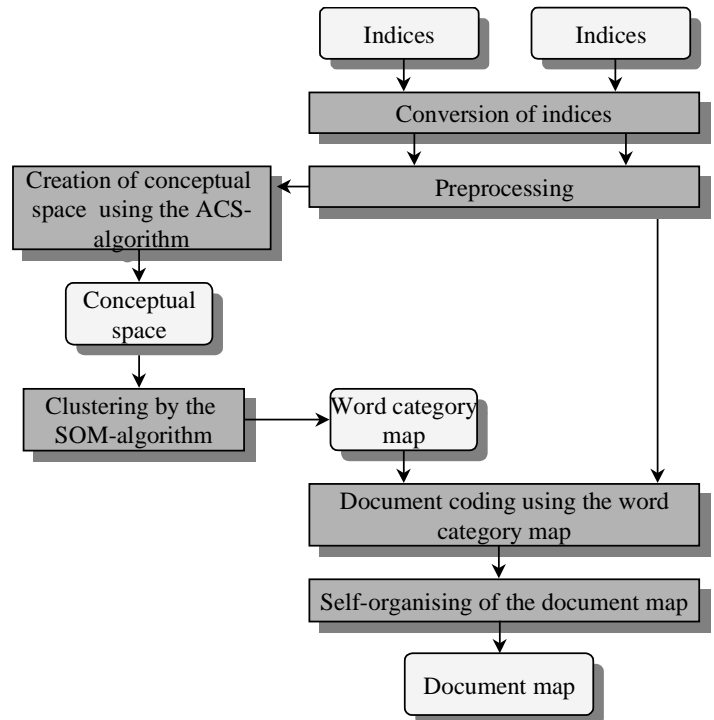 Indices
Indices
Conversion of indices
Preprocessing
Creation of conceptual
space using the ACS-
algorithm
Conceptual
space
Clustering by the
SOM-algorithm
Word category
map
Document coding using the word
category map
Self-organising of the document map
Document map